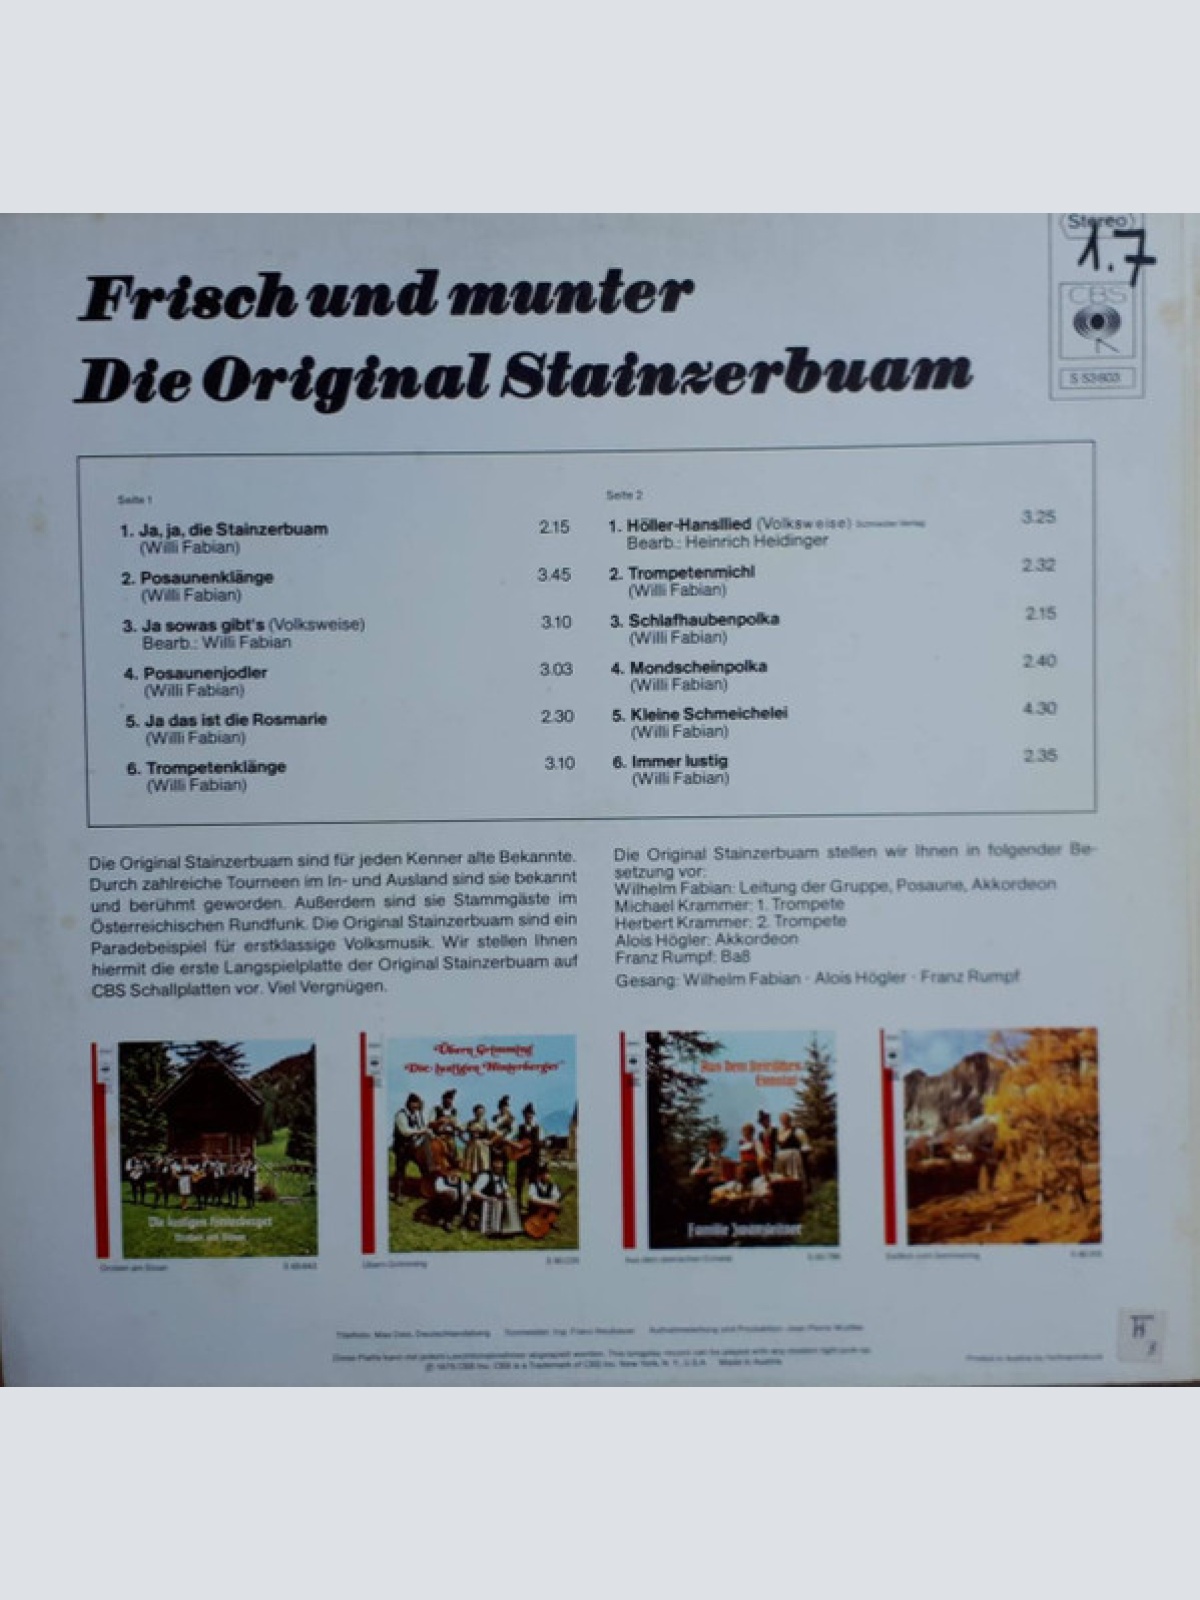 Stereo
1.7
CBS
S 53803
Frisch und munter
Die Original Stainzerbuam
Seite 1
1. Ja, ja, die Stainzerbuam 2.15
(Willi Fabian)
2. Posaunenklänge 3.45
(Willi Fabian)
3. Ja sowas gibt's (Volksweise) 3.10
Bearb.: Willi Fabian
4. Posaunenjodler 3.03
(Willi Fabian)
5. Ja das ist die Rosmarie 2.30
(Willi Fabian)
6. Trompetenklänge 3.10
(Willi Fabian)
Seite 2
1. Höller-Hansllied (Volksweise) 3.25
Bearb.: Heinrich Heidinger
2. Trompetenmichl 2.32
(Willi Fabian)
3. Schlafhaubenpolka 2.15
(Willi Fabian)
4. Mondscheinpolka 2.40
(Willi Fabian)
5. Kleine Schmeichelei 4.30
(Willi Fabian)
6. Immer lustig 2.35
(Willi Fabian)
Die Original Stainzerbuam sind für jeden Kenner alte Bekannte.
Durch zahlreiche Tourneen im In- und Ausland sind sie bekannt
und berühmt geworden. Außerdem sind sie Stammgäste im
Österreichischen Rundfunk. Die Original Stainzerbuam sind ein
Paradebeispiel für erstklassige Volksmusik. Wir stellen Ihnen
hiermit die erste Langspielplatte der Original Stainzerbuam auf
CBS Schallplatten vor. Viel Vergnügen.
Die Original Stainzerbuam stellen wir Ihnen in folgender Be-
setzung vor:
Wilhelm Fabian: Leitung der Gruppe, Posaune, Akkordeon
Michael Krammer: 1. Trompete
Herbert Krammer: 2. Trompete
Alois Högler: Akkordeon
Franz Rumpf: Baß
Gesang: Wilhelm Fabian · Alois Högler · Franz Rumpf
Übern Grimming
"Die lustigen Winterberger"
Übern Grimming